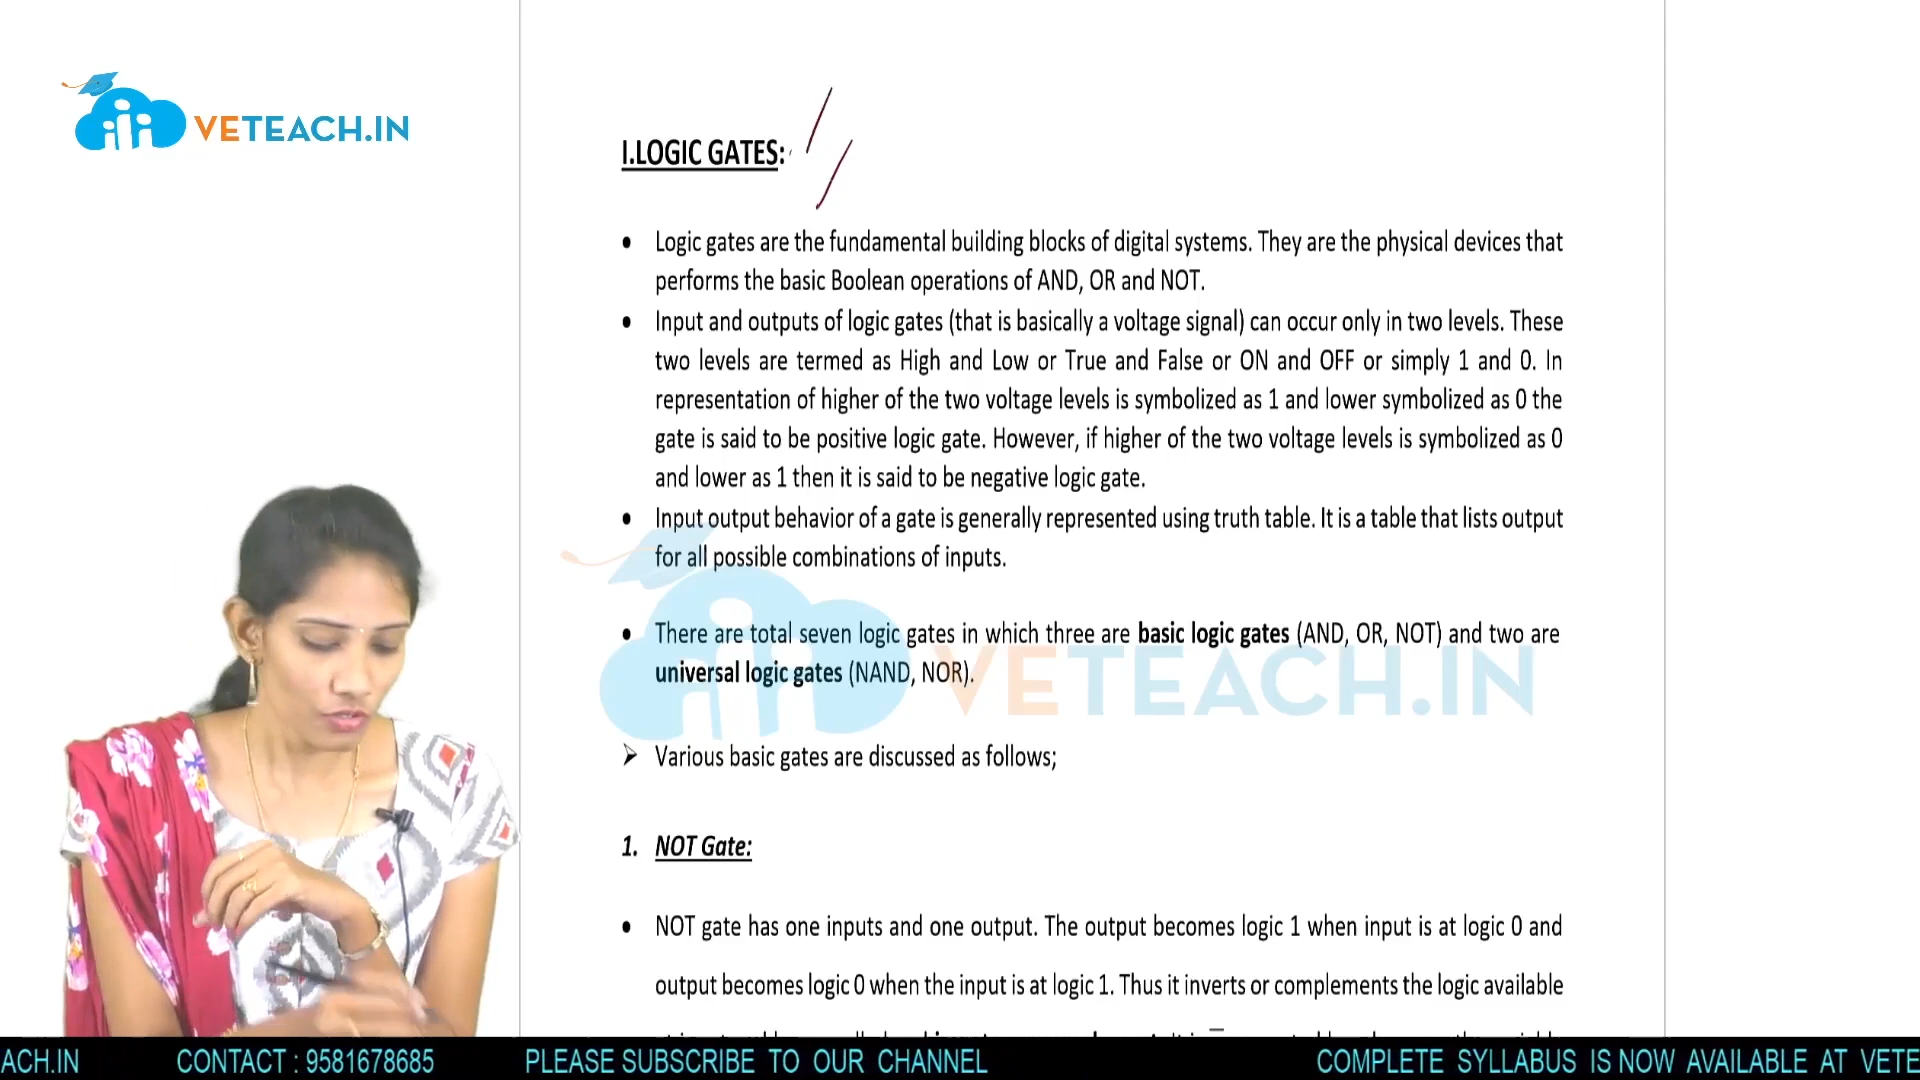 VETEACH.IN
I.LOGIC GATES:
• Logic gates are the fundamental building blocks of digital systems. They are the physical devices that
performs the basic Boolean operations of AND, OR and NOT.
• Input and outputs of logic gates (that is basically a voltage signal) can occur only in two levels. These
two levels are termed as High and Low or True and False or ON and OFF or simply 1 and 0. In
representation of higher of the two voltage levels is symbolized as 1 and lower symbolized as 0 the
gate is said to be positive logic gate. However, if higher of the two voltage levels is symbolized as 0
and lower as 1 then it is said to be negative logic gate.
• Input output behavior of a gate is generally represented using truth table. It is a table that lists output
for all possible combinations of inputs.
• There are total seven logic gates in which three are basic logic gates (AND, OR, NOT) and two are
universal logic gates (NAND, NOR).
VETEACH.IN
➢ Various basic gates are discussed as follows;
1. NOT Gate:
• NOT gate has one inputs and one output. The output becomes logic 1 when input is at logic 0 and
output becomes logic 0 when the input is at logic 1. Thus it inverts or complements the logic available
ACH.IN CONTACT : 9581678685 PLEASE SUBSCRIBE TO OUR CHANNEL COMPLETE SYLLABUS IS NOW AVAILABLE AT VETE